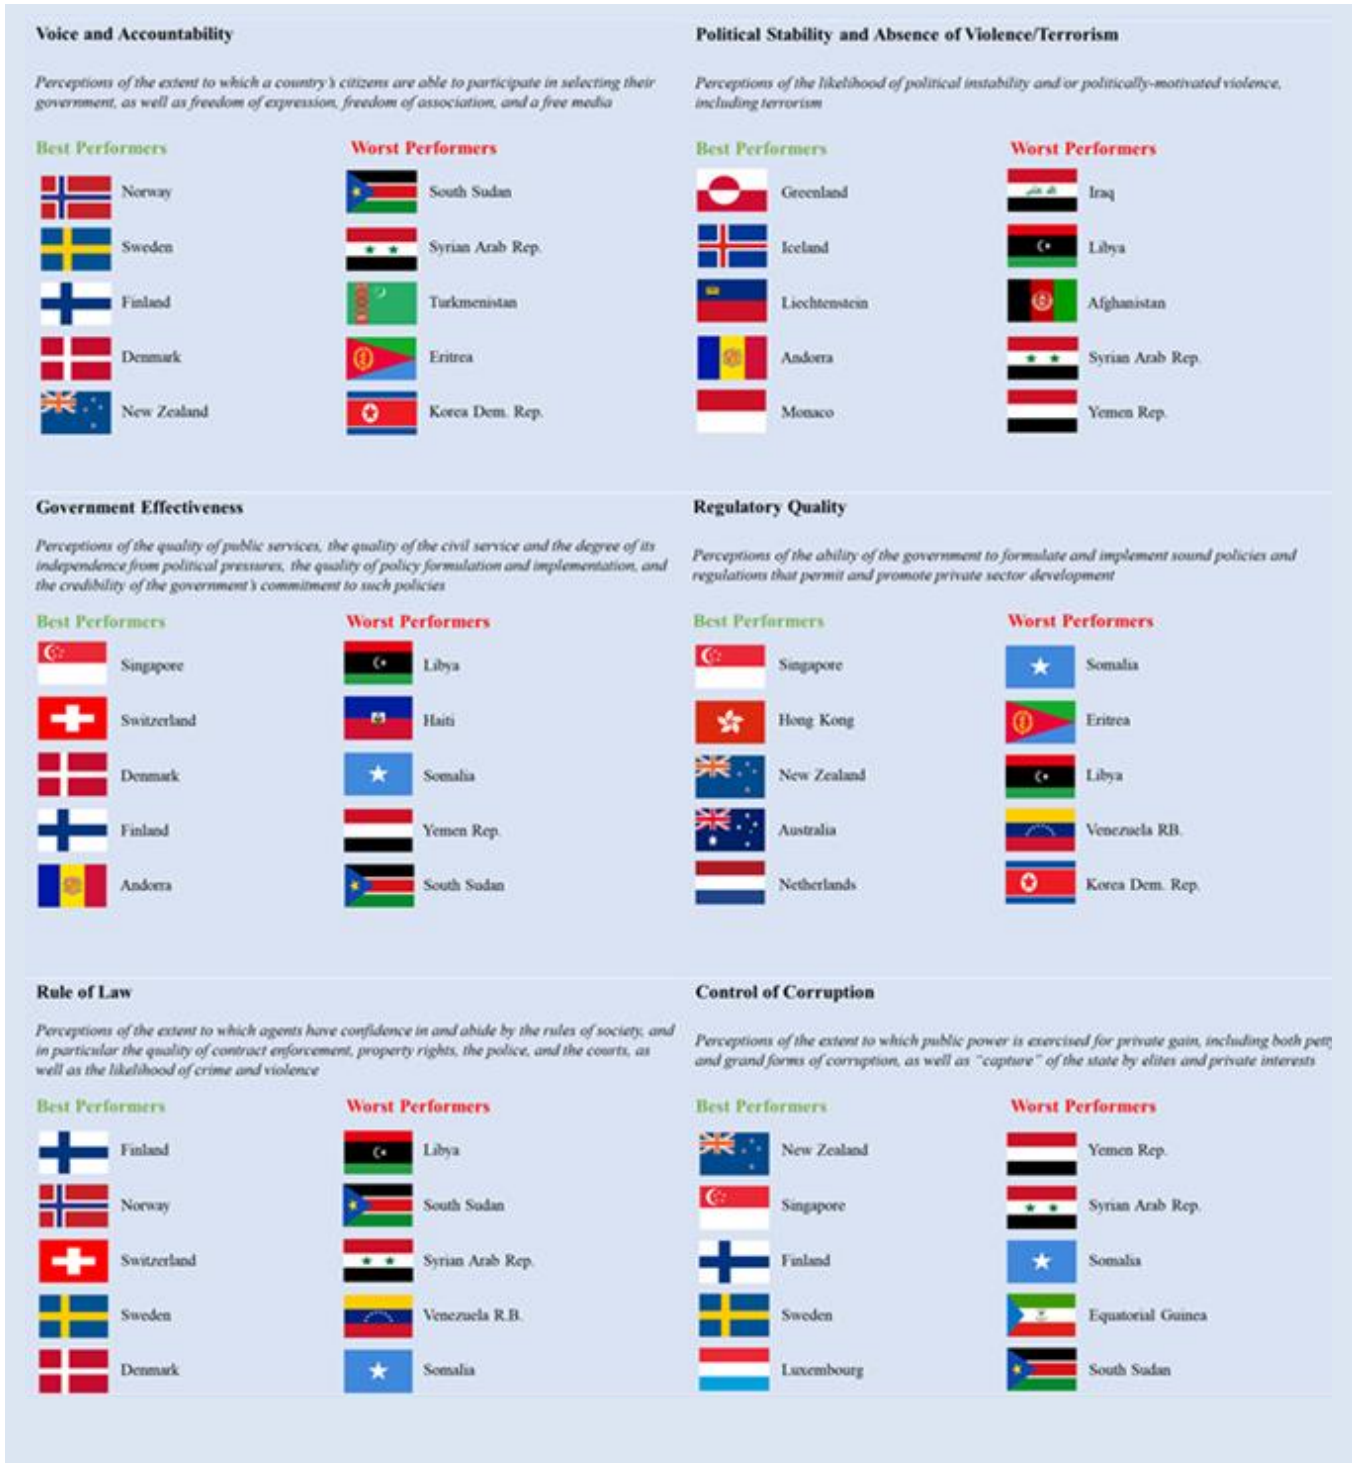 Voice and Accountability
Perceptions of the extent to which a country's citizens are able to participate in selecting their
government, as well as freedom of expression, freedom of association, and a free media
Best Performers
Norway
Sweden
Finland
Denmark
New Zealand
Worst Performers
South Sudan
Syrian Arab Rep.
Turkmenistan
Eritrea
Korea Dem. Rep.
Political Stability and Absence of Violence/Terrorism
Perceptions of the likelihood of political instability and/or politically-motivated violence,
including terrorism
Best Performers
Greenland
Iceland
Liechtenstein
Andorra
Monaco
Worst Performers
Iraq
Libya
Afghanistan
Syrian Arab Rep.
Yemen Rep.
Government Effectiveness
Perceptions of the quality of public services, the quality of the civil service and the degree of its
independence from political pressures, the quality of policy formulation and implementation, and
the credibility of the government's commitment to such policies
Best Performers
Singapore
Switzerland
Denmark
Finland
Andorra
Worst Performers
Libya
Haiti
Somalia
Yemen Rep.
South Sudan
Regulatory Quality
Perceptions of the ability of the government to formulate and implement sound policies and
regulations that permit and promote private sector development
Best Performers
Singapore
Hong Kong
New Zealand
Australia
Netherlands
Worst Performers
Somalia
Eritrea
Libya
Venezuela RB.
Korea Dem. Rep.
Rule of Law
Perceptions of the extent to which agents have confidence in and abide by the rules of society, and
in particular the quality of contract enforcement, property rights, the police, and the courts, as
well as the likelihood of crime and violence
Best Performers
Finland
Norway
Switzerland
Sweden
Denmark
Worst Performers
Libya
South Sudan
Syrian Arab Rep.
Venezuela R.B.
Somalia
Control of Corruption
Perceptions of the extent to which public power is exercised for private gain, including both petty
and grand forms of corruption, as well as "capture" of the state by elites and private interests
Best Performers
New Zealand
Singapore
Finland
Sweden
Luxembourg
Worst Performers
Yemen Rep.
Syrian Arab Rep.
Somalia
Equatorial Guinea
South Sudan